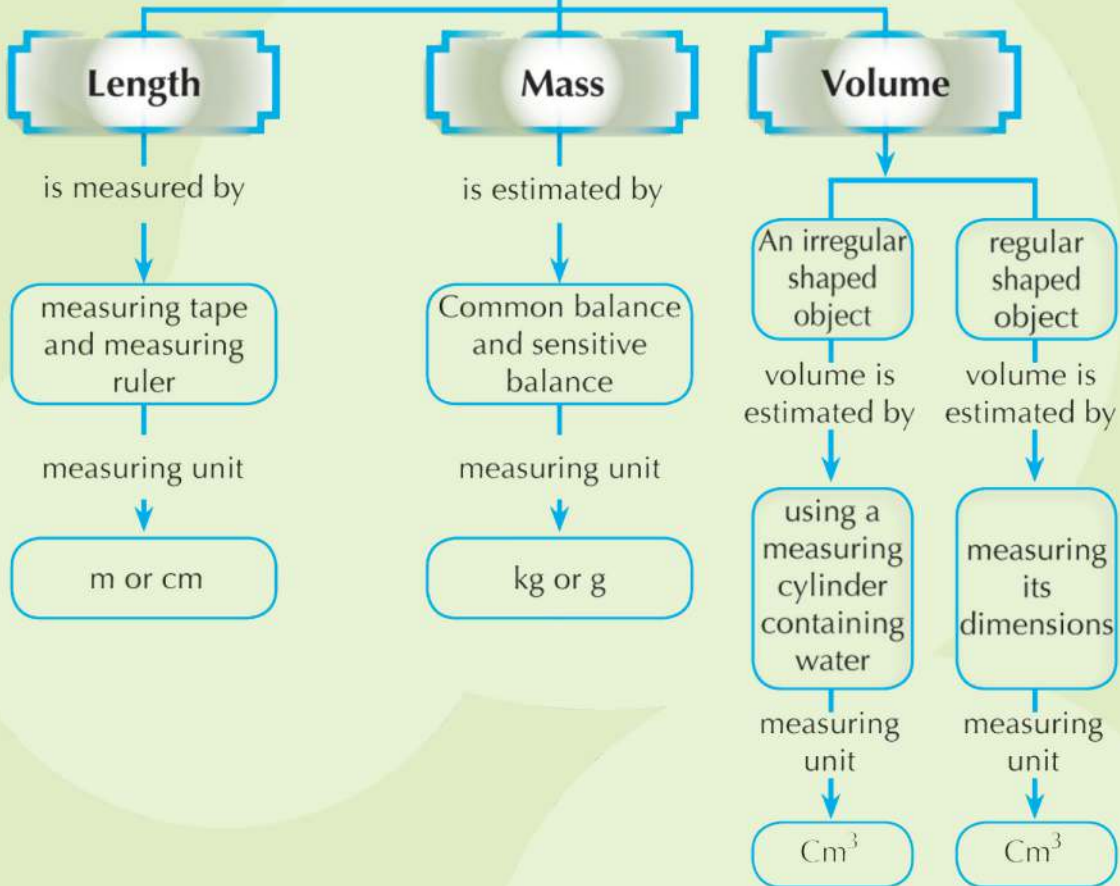 Length
is measured by
measuring tape
and measuring
ruler
measuring unit
m or cm
Mass
is estimated by
Common balance
and sensitive
balance
measuring unit
kg or g
Volume
An irregular
shaped
object
volume is
estimated by
using a
measuring
cylinder
containing
water
measuring
unit
Cm³
regular
shaped
object
volume is
estimated by
measuring
its
dimensions
measuring
unit
Cm³